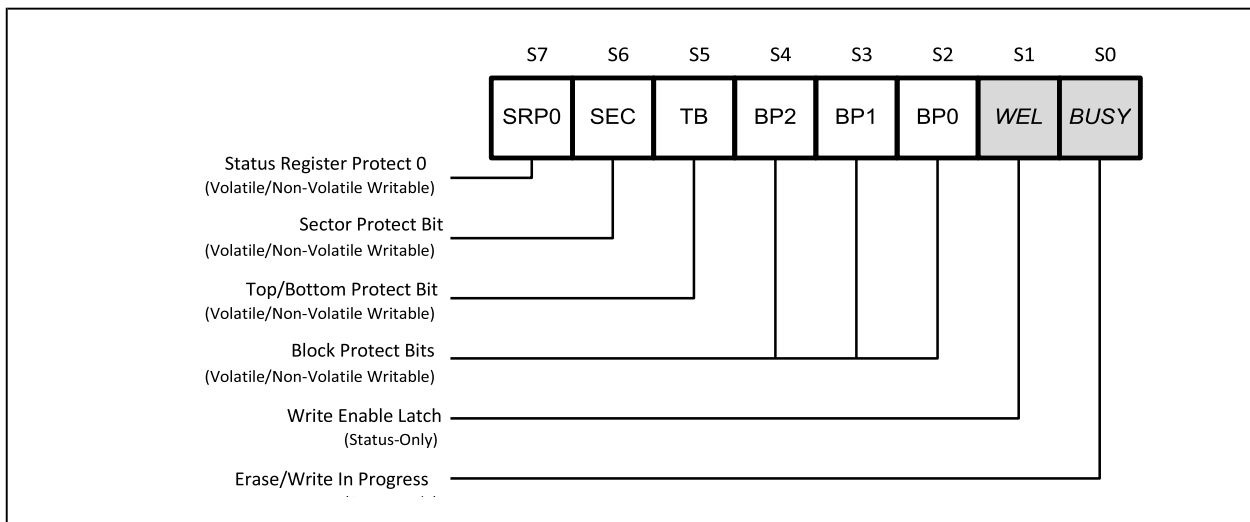 S7 S6 S5 S4 S3 S2 S1 S0
SRP0 SEC TB BP2 BP1 BP0 WEL BUSY
Status Register Protect 0
(Volatile/Non-Volatile Writable)
Sector Protect Bit
(Volatile/Non-Volatile Writable)
Top/Bottom Protect Bit
(Volatile/Non-Volatile Writable)
Block Protect Bits
(Volatile/Non-Volatile Writable)
Write Enable Latch
(Status-Only)
Erase/Write In Progress